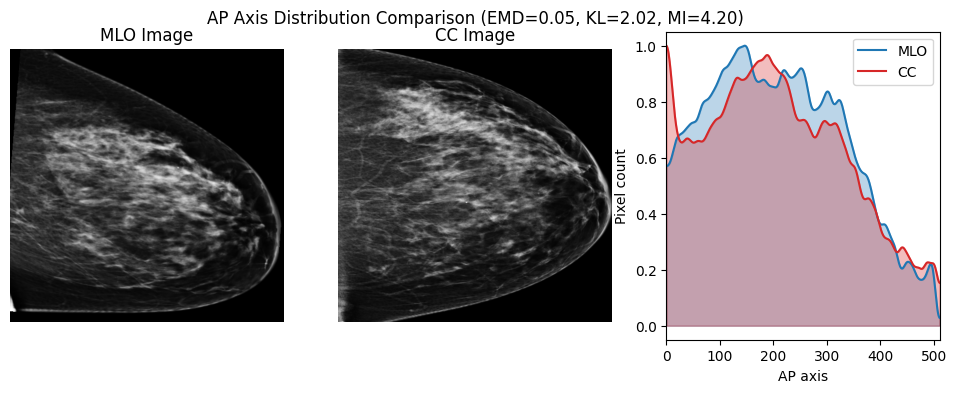 AP Axis Distribution Comparison (EMD=0.05, KL=2.02, MI=4.20)
MLO Image
CC Image
MLO
CC
Pixel count
1.0
0.8
0.6
0.4
0.2
0.0
0 100 200 300 400 500
AP axis